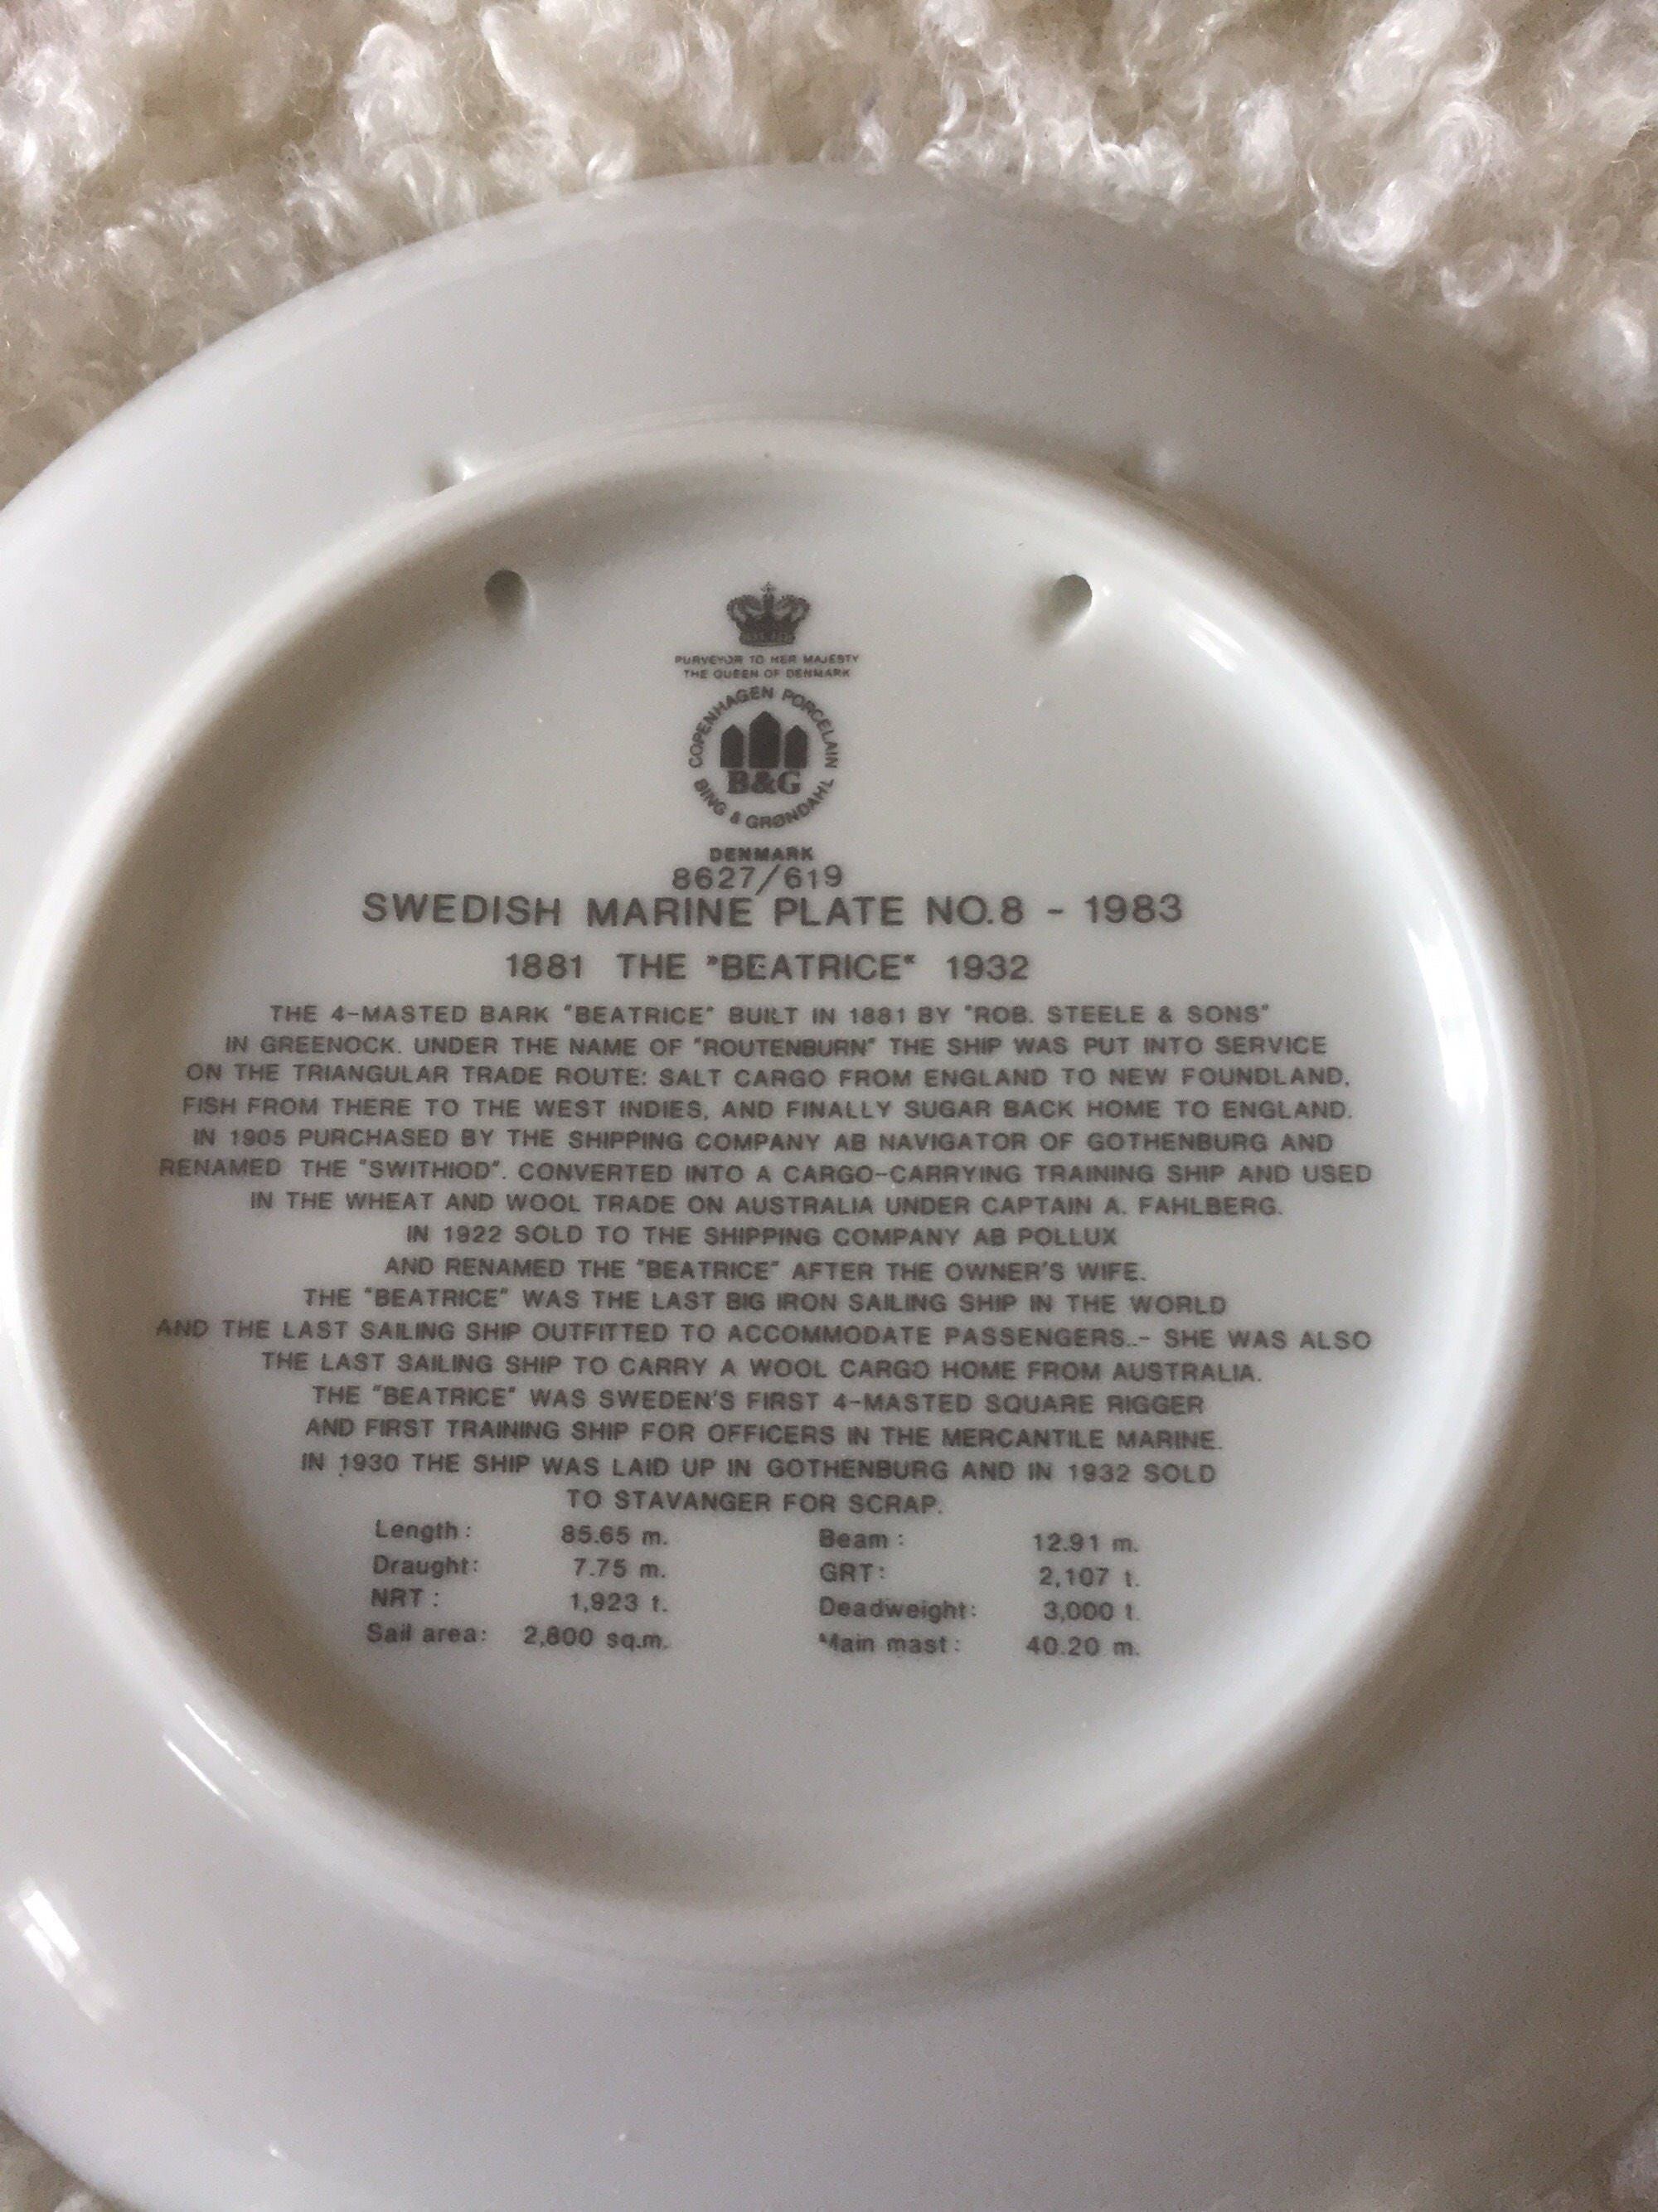 PURVEYOR TO HER MAJESTY
THE QUEEN OF DENMARK
COPENHAGEN PORCELAIN
B&G
BING & GRØNDAHL
DENMARK
8627/619
SWEDISH MARINE PLATE NO.8 - 1983
1881 THE "BEATRICE" 1932
THE 4-MASTED BARK "BEATRICE" BUILT IN 1881 BY "ROB. STEELE & SONS"
IN GREENOCK. UNDER THE NAME OF "ROUTENBURN" THE SHIP WAS PUT INTO SERVICE
ON THE TRIANGULAR TRADE ROUTE: SALT CARGO FROM ENGLAND TO NEW FOUNDLAND,
FISH FROM THERE TO THE WEST INDIES, AND FINALLY SUGAR BACK HOME TO ENGLAND.
IN 1905 PURCHASED BY THE SHIPPING COMPANY AB NAVIGATOR OF GOTHENBURG AND
RENAMED THE "SWITHIOD". CONVERTED INTO A CARGO-CARRYING TRAINING SHIP AND USED
IN THE WHEAT AND WOOL TRADE ON AUSTRALIA UNDER CAPTAIN A. FAHLBERG.
IN 1922 SOLD TO THE SHIPPING COMPANY AB POLLUX
AND RENAMED THE "BEATRICE" AFTER THE OWNER'S WIFE.
THE "BEATRICE" WAS THE LAST BIG IRON SAILING SHIP IN THE WORLD
AND THE LAST SAILING SHIP OUTFITTED TO ACCOMMODATE PASSENGERS..- SHE WAS ALSO
THE LAST SAILING SHIP TO CARRY A WOOL CARGO HOME FROM AUSTRALIA.
THE "BEATRICE" WAS SWEDEN'S FIRST 4-MASTED SQUARE RIGGER
AND FIRST TRAINING SHIP FOR OFFICERS IN THE MERCANTILE MARINE.
IN 1930 THE SHIP WAS LAID UP IN GOTHENBURG AND IN 1932 SOLD
TO STAVANGER FOR SCRAP.
Length: 85.65 m. Beam: 12.91 m.
Draught: 7.75 m. GRT: 2,107 t.
NRT: 1,923 t. Deadweight: 3,000 t.
Sail area: 2,800 sq.m. Main mast: 40.20 m.